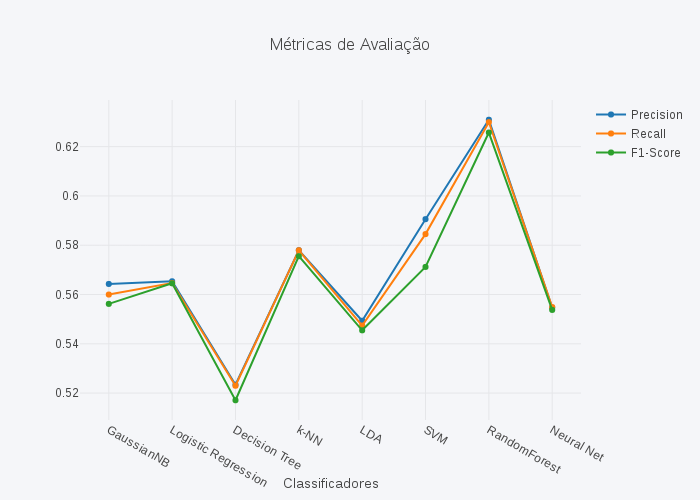 Métricas de Avaliação
Precision
Recall
F1-Score
0.62
0.6
0.58
0.56
0.54
0.52
GaussianNB
Logistic Regression
Decision Tree
k-NN
LDA
SVM
RandomForest
Neural Net
Classificadores